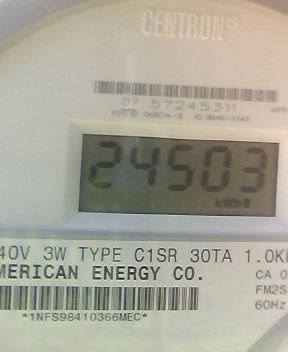 CENTRON®
07 57245311
24503
kWh
40V 3W TYPE C1SR 30TA 1.0K
MERICAN ENERGY CO.
CA 0
FM2S
60Hz
*1NFS98410366MEC*